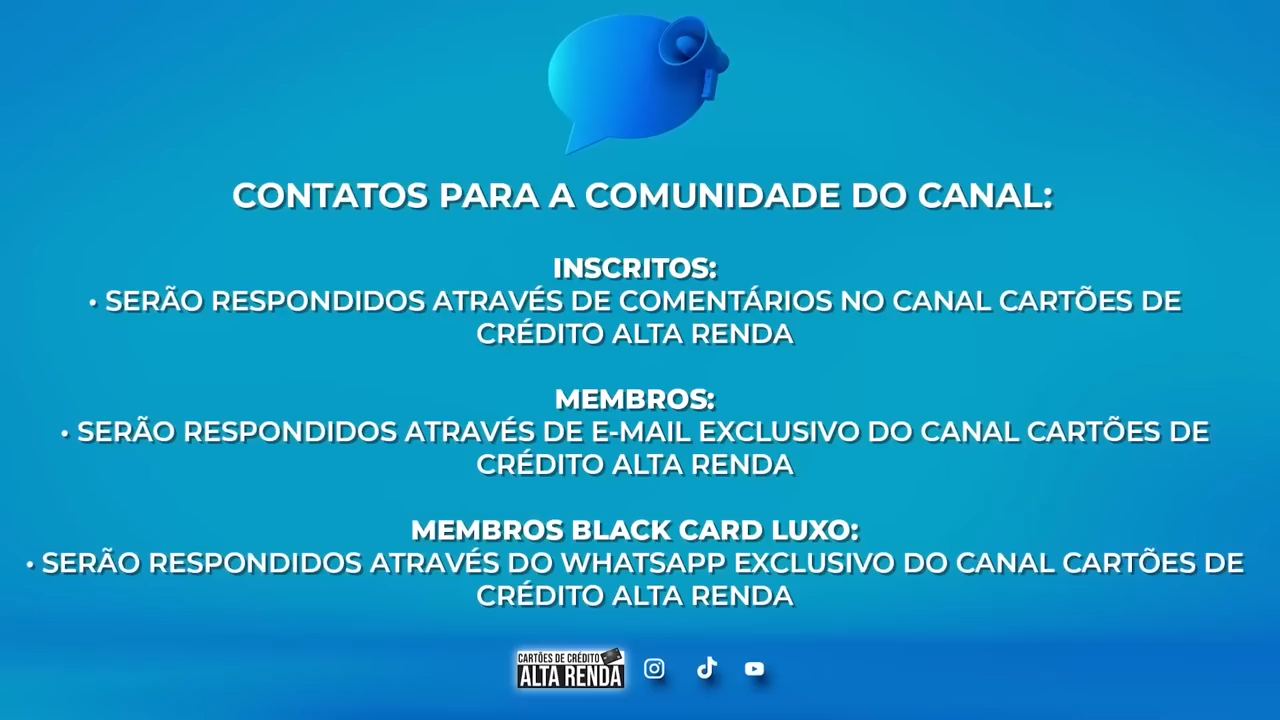 CONTATOS PARA A COMUNIDADE DO CANAL:
INSCRITOS:
• SERÃO RESPONDIDOS ATRAVÉS DE COMENTÁRIOS NO CANAL CARTÕES DE
CRÉDITO ALTA RENDA
MEMBROS:
• SERÃO RESPONDIDOS ATRAVÉS DE E-MAIL EXCLUSIVO DO CANAL CARTÕES DE
CRÉDITO ALTA RENDA
MEMBROS BLACK CARD LUXO:
• SERÃO RESPONDIDOS ATRAVÉS DO WHATSAPP EXCLUSIVO DO CANAL CARTÕES DE
CRÉDITO ALTA RENDA
CARTÕES DE CRÉDITO
ALTA RENDA